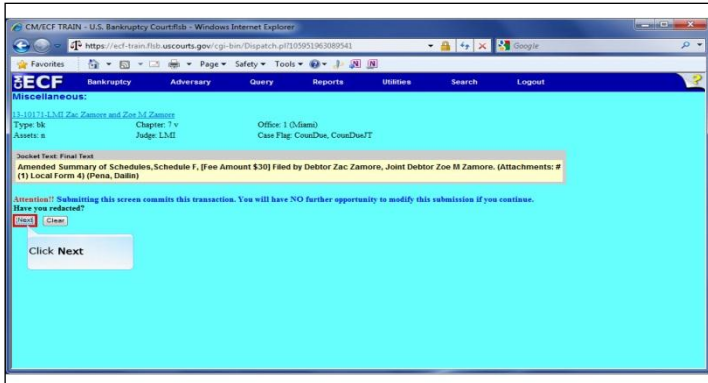 CM/ECF TRAIN - U.S. Bankruptcy Court:flsb - Windows Internet Explorer
https://ecf-train.flsb.uscourts.gov/cgi-bin/Dispatch.pl?105951963089541
Google
Favorites Page Safety Tools
ECF Bankruptcy Adversary Query Reports Utilities Search Logout ?
Miscellaneous:
13-10171-LMI Zac Zamore and Zoe M Zamore
Type: bk Chapter: 7 v Office: 1 (Miami)
Assets: n Judge: LMI Case Flag: CounDue, CounDueJT
Docket Text: Final Text
Amended Summary of Schedules,Schedule F, [Fee Amount $30] Filed by Debtor Zac Zamore, Joint Debtor Zoe M Zamore. (Attachments: #
(1) Local Form 4) (Pena, Dailin)
Attention!! Submitting this screen commits this transaction. You will have NO further opportunity to modify this submission if you continue.
Have you redacted?
Next Clear
Click Next